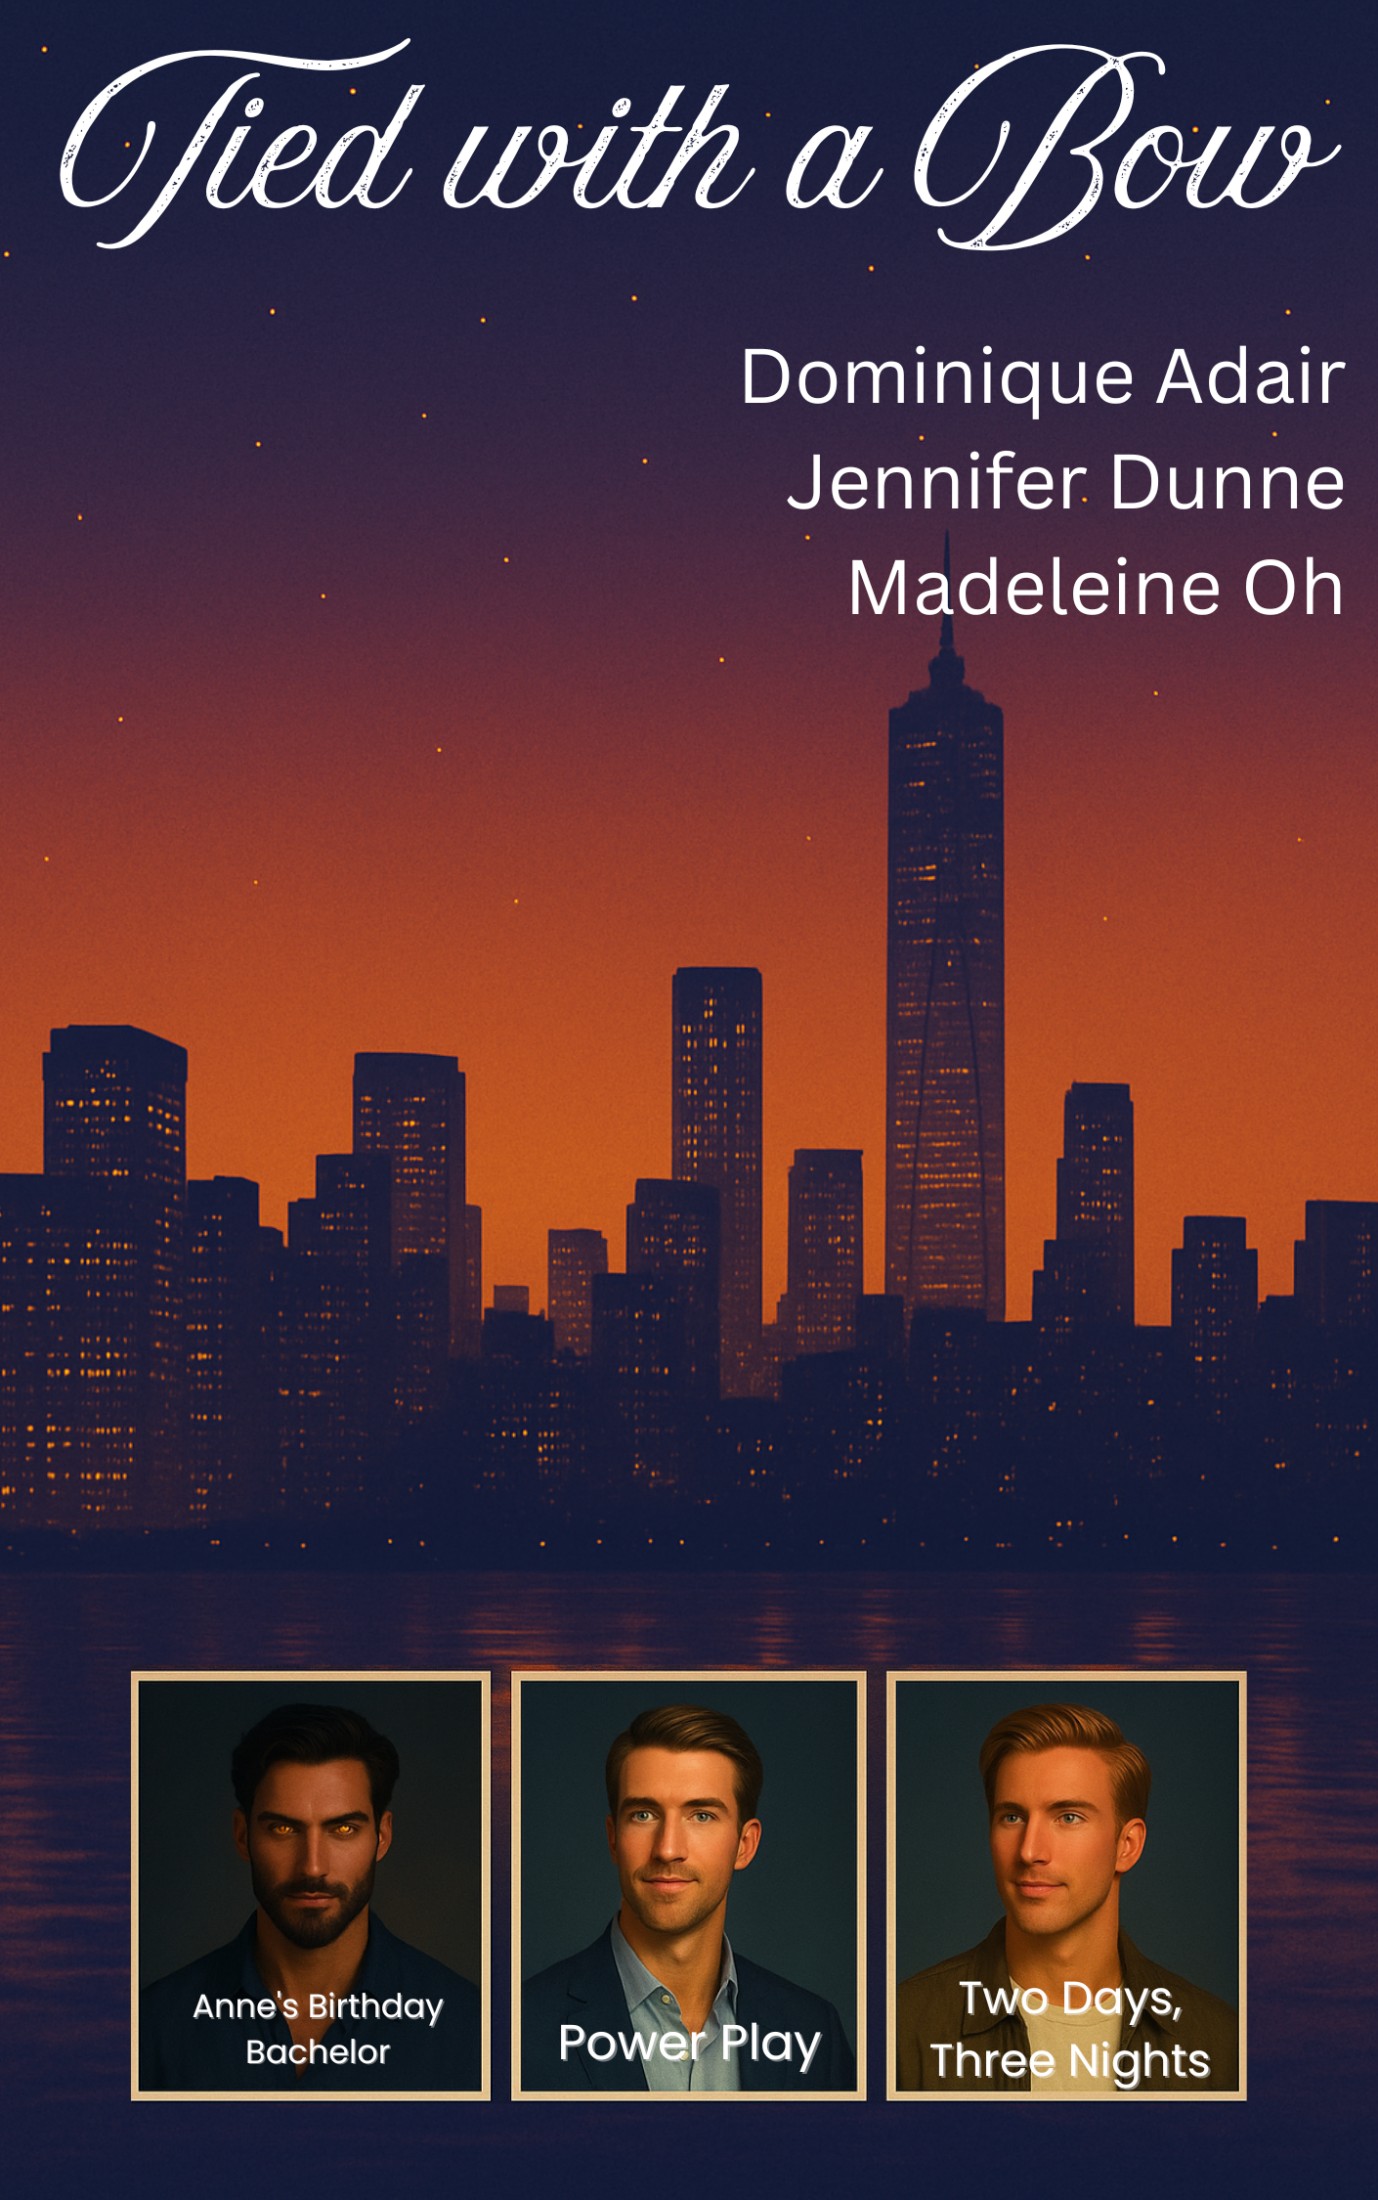 Tied with a Bow
Dominique Adair
Jennifer Dunne
Madeleine Oh
Anne's Birthday
Bachelor
Power Play
Two Days,
Three Nights